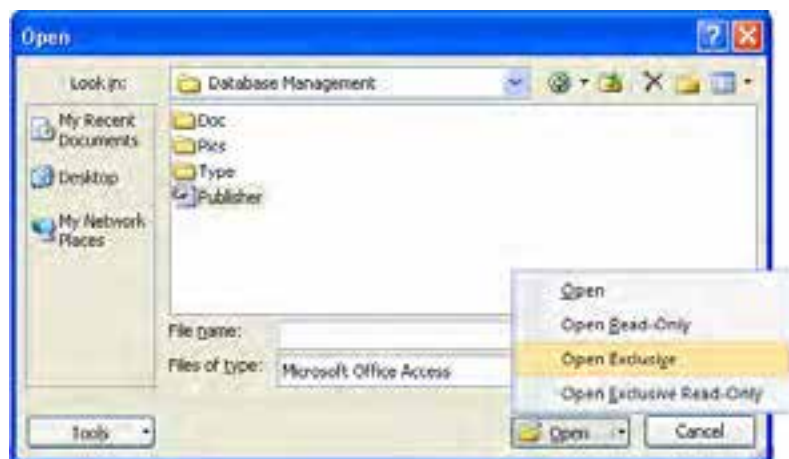 Open
Look in:
Database Management
My Recent
Documents
Desktop
My Network
Places
Doc
Pics
Type
Publisher
File name:
Files of type:
Microsoft Office Access
Open
Open Read-Only
Open Exclusive
Open Exclusive Read-Only
Tools
Open
Cancel